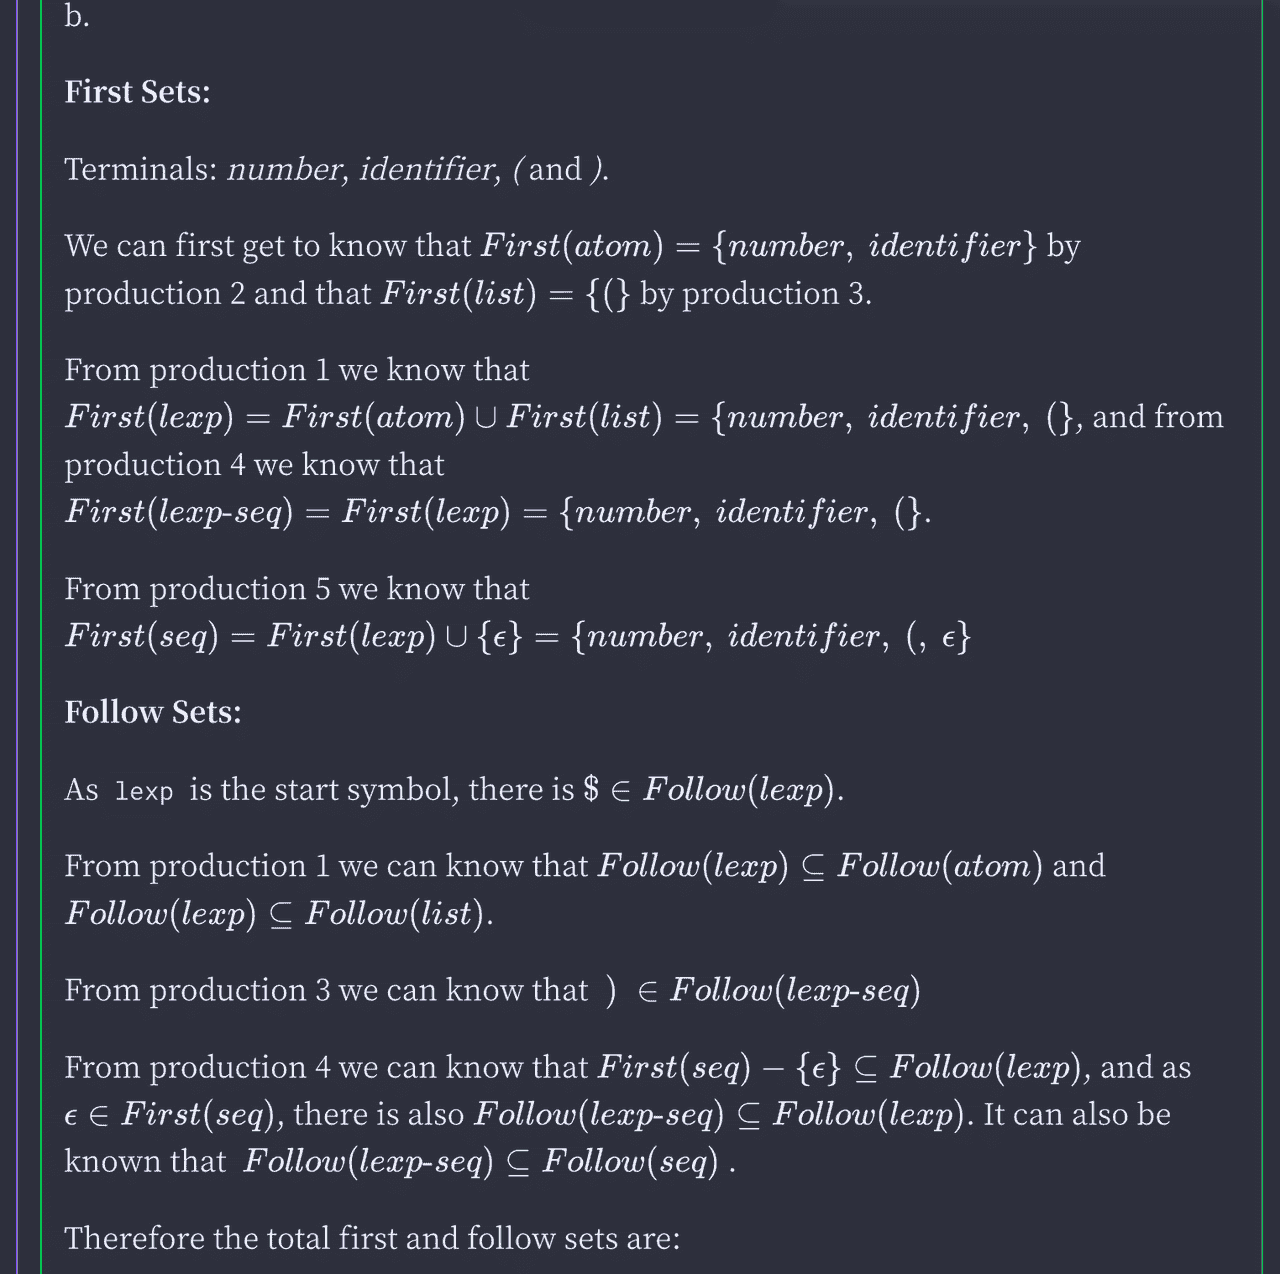 b.
First Sets:
Terminals: number, identifier, ( and ).
We can first get to know that First(atom) = {number, identifier} by
production 2 and that First(list) = {(} by production 3.
From production 1 we know that
First(lexp) = First(atom) ∪ First(list) = {number, identifier, (}, and from
production 4 we know that
First(lexp-seq) = First(lexp) = {number, identifier, (}.
From production 5 we know that
First(seq) = First(lexp) ∪ {ϵ} = {number, identifier, (, ϵ}
Follow Sets:
As lexp is the start symbol, there is $ ∈ Follow(lexp).
From production 1 we can know that Follow(lexp) ⊆ Follow(atom) and
Follow(lexp) ⊆ Follow(list).
From production 3 we can know that ) ∈ Follow(lexp-seq)
From production 4 we can know that First(seq) − {ϵ} ⊆ Follow(lexp), and as
ϵ ∈ First(seq), there is also Follow(lexp-seq) ⊆ Follow(lexp). It can also be
known that Follow(lexp-seq) ⊆ Follow(seq) .
Therefore the total first and follow sets are: